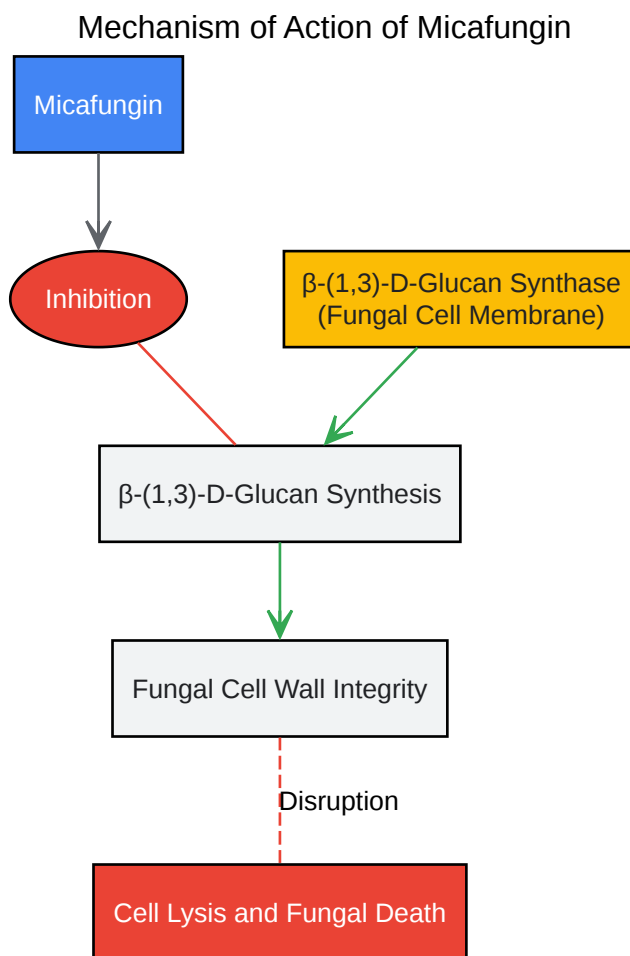 Mechanism of Action of Micafungin
Micafungin
Inhibition
β-(1,3)-D-Glucan Synthase
(Fungal Cell Membrane)
β-(1,3)-D-Glucan Synthesis
Fungal Cell Wall Integrity
Disruption
Cell Lysis and Fungal Death